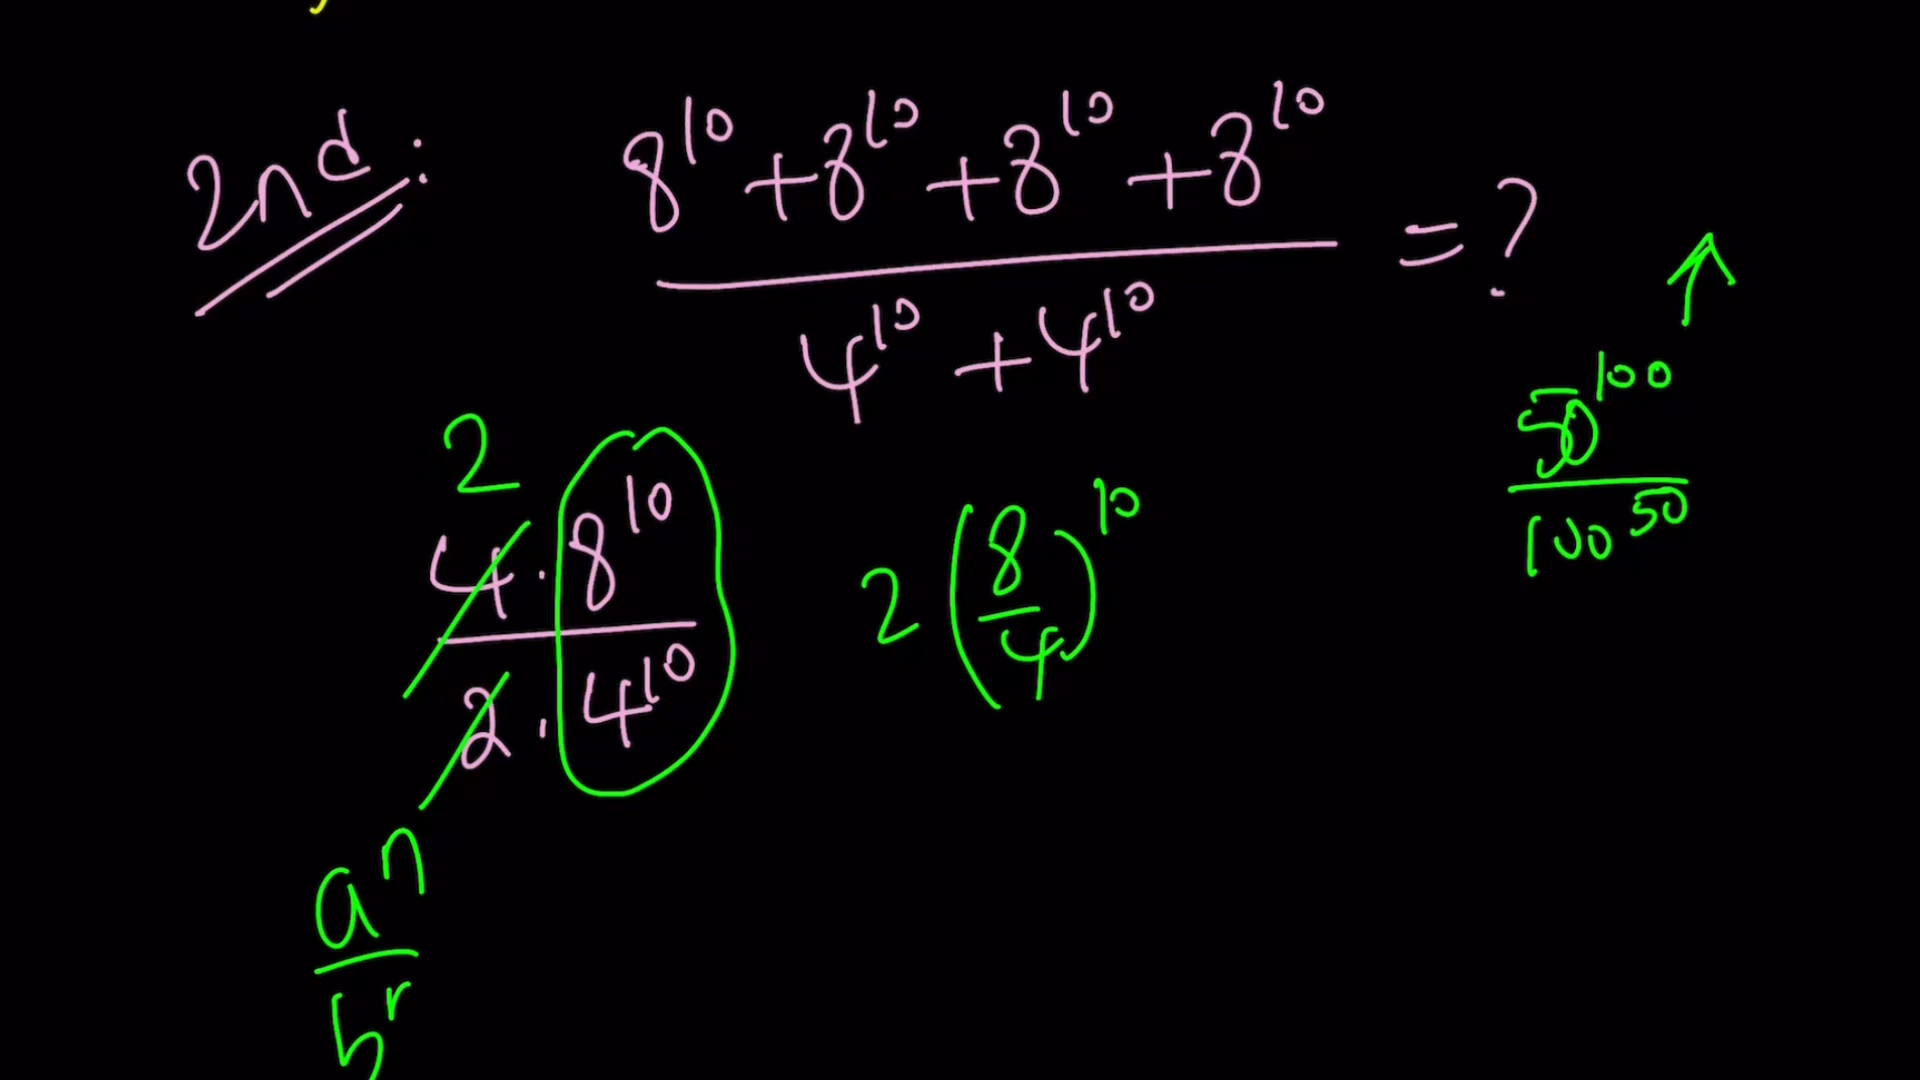 2nd:
8^10 + 8^10 + 8^10 + 8^10
4^10 + 4^10
= ?
50^100
100^50
2
4 · 8^10
2 · 4^10
2 (8/4)^10
a^n
b^r